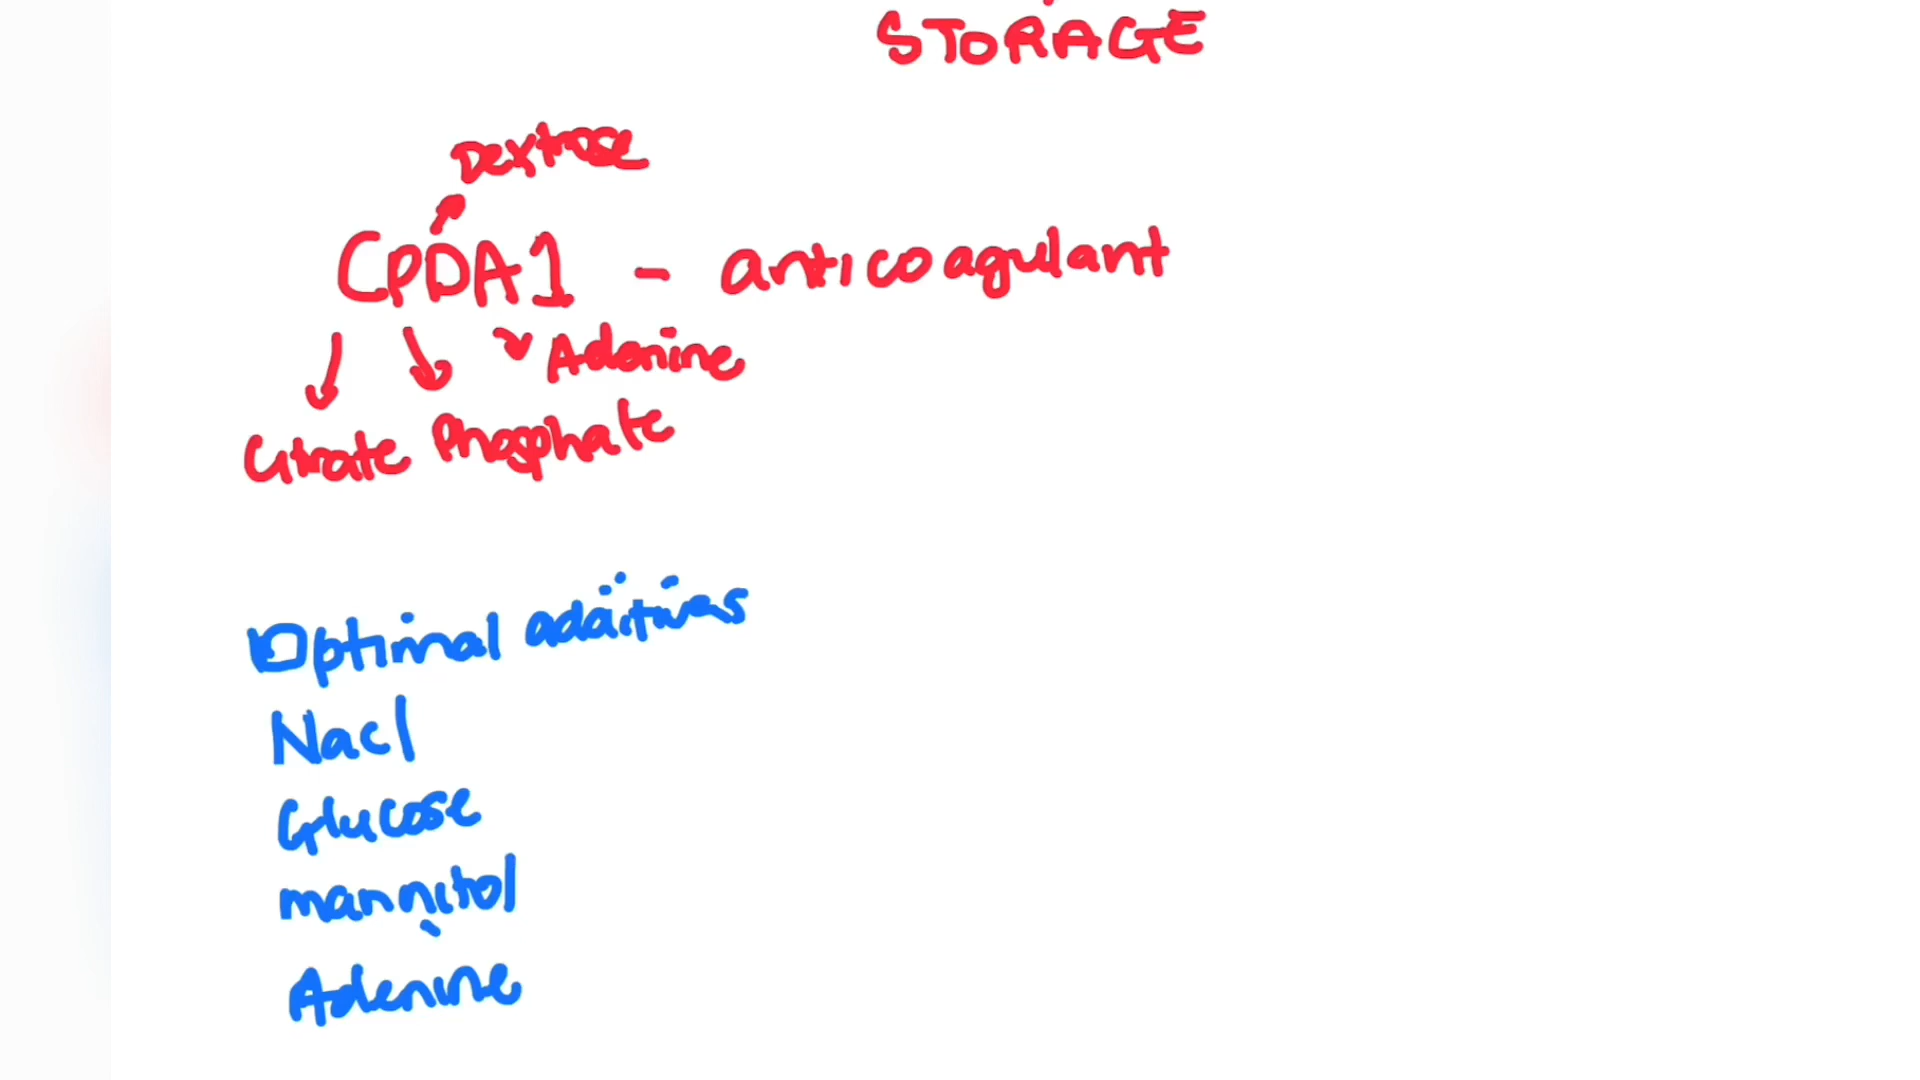 STORAGE
Dextrose
CPDA1 - anticoagulant
Adenine
Citrate Phosphate
Optimal additives
Nacl
Glucose
mannitol
Adenine